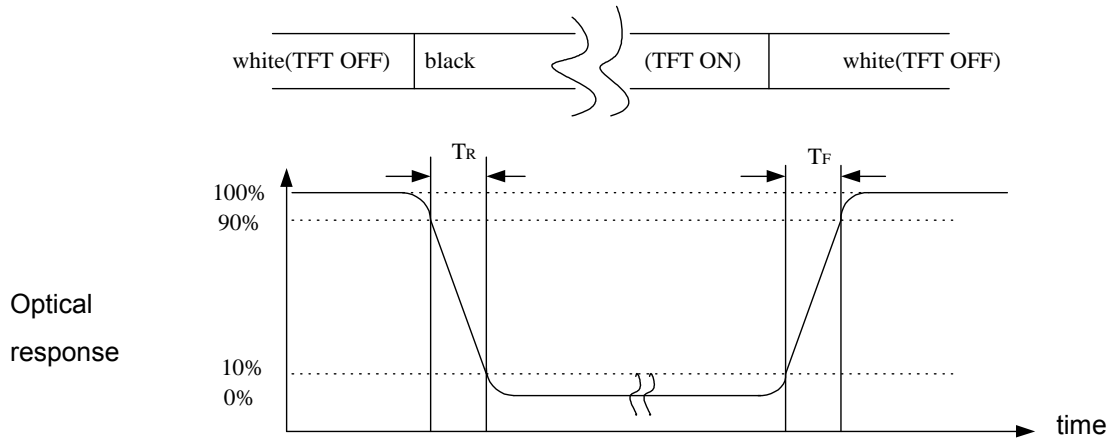 white(TFT OFF) black (TFT ON) white(TFT OFF)
TR TF
100%
90%
Optical
response
10%
0%
time